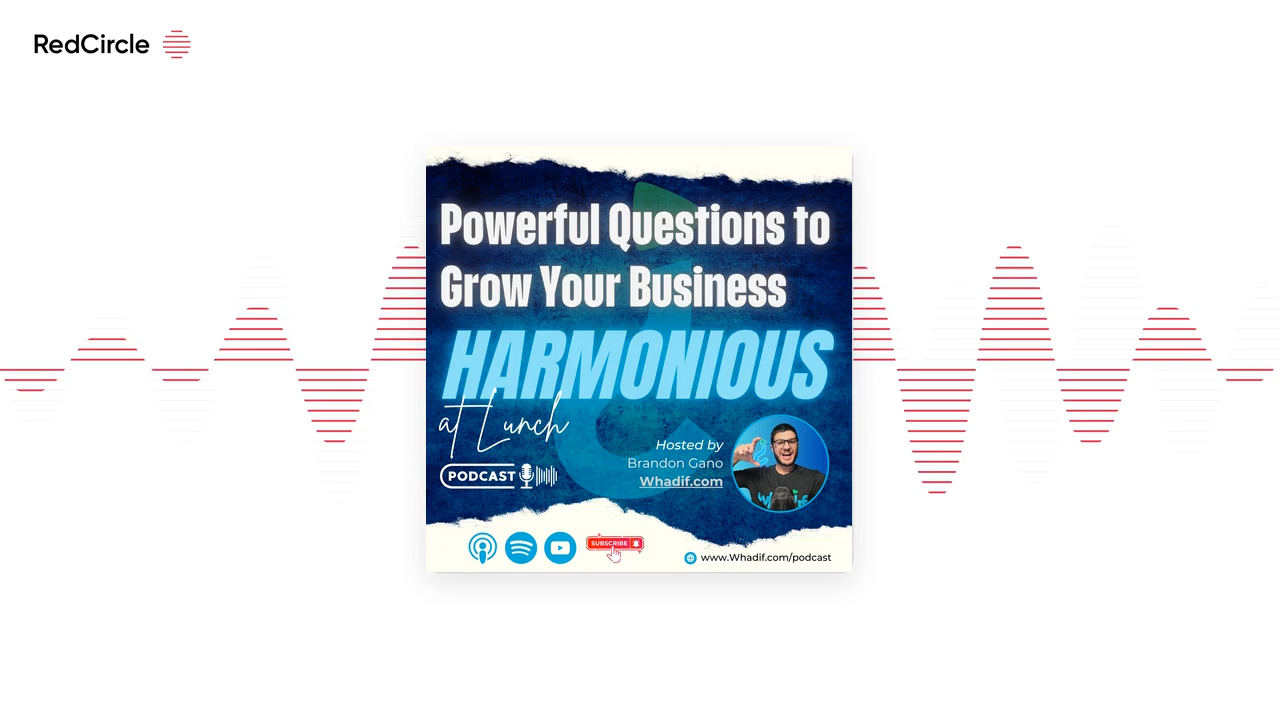 RedCircle
Powerful Questions to
Grow Your Business
HARMONIOUS
at Lunch
PODCAST
Hosted by
Brandon Gano
Whadif.com
SUBSCRIBE
www.Whadif.com/podcast